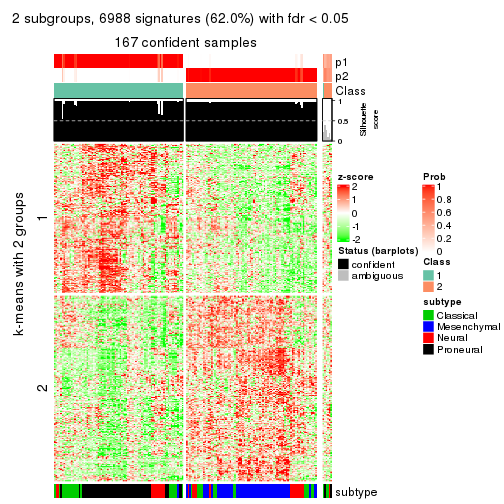 2 subgroups, 6988 signatures (62.0%) with fdr < 0.05
167 confident samples
p1
p2
Class
1
0.5
0
Silhouette
score
k-means with 2 groups
1
2
z-score
2
1
0
-1
-2
Status (barplots)
confident
ambiguous
Prob
1
0.8
0.6
0.4
0.2
0
Class
1
2
subtype
Classical
Mesenchymal
Neural
Proneural
subtype